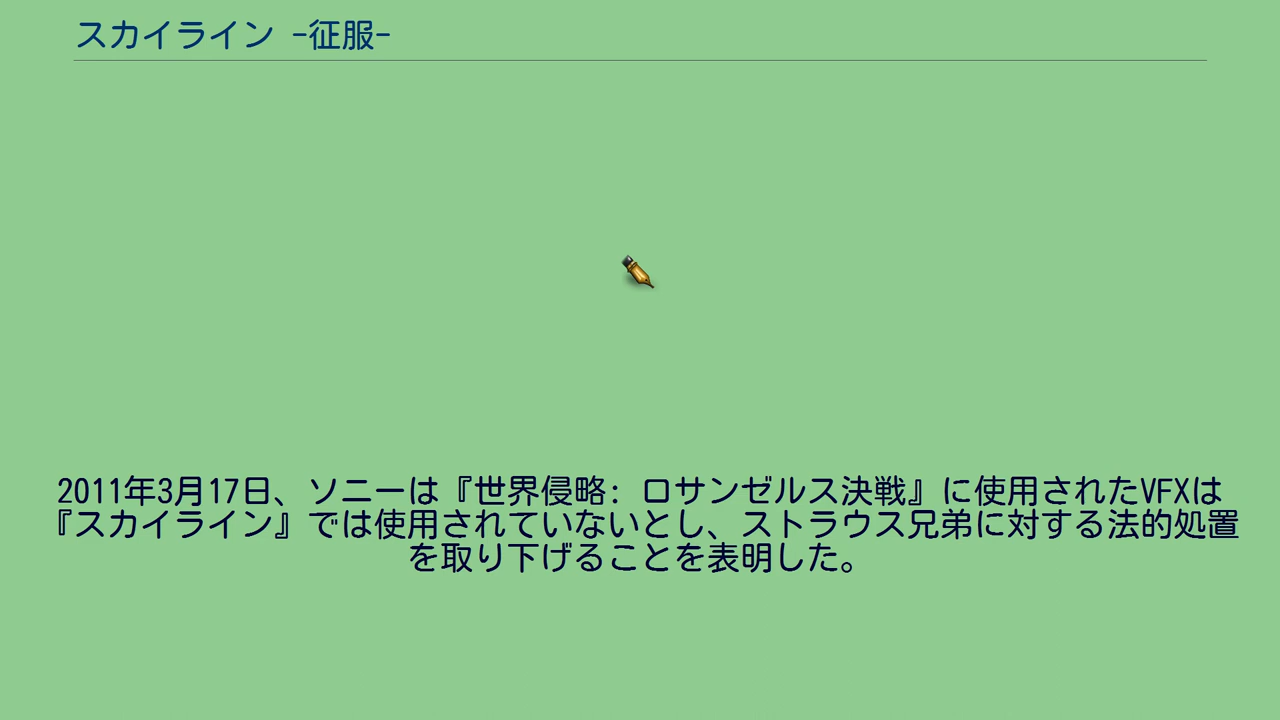 スカイライン -征服-
2011年3月17日、ソニーは『世界侵略: ロサンゼルス決戦』に使用されたVFXは
『スカイライン』では使用されていないとし、ストラウス兄弟に対する法的処置
を取り下げることを表明した。